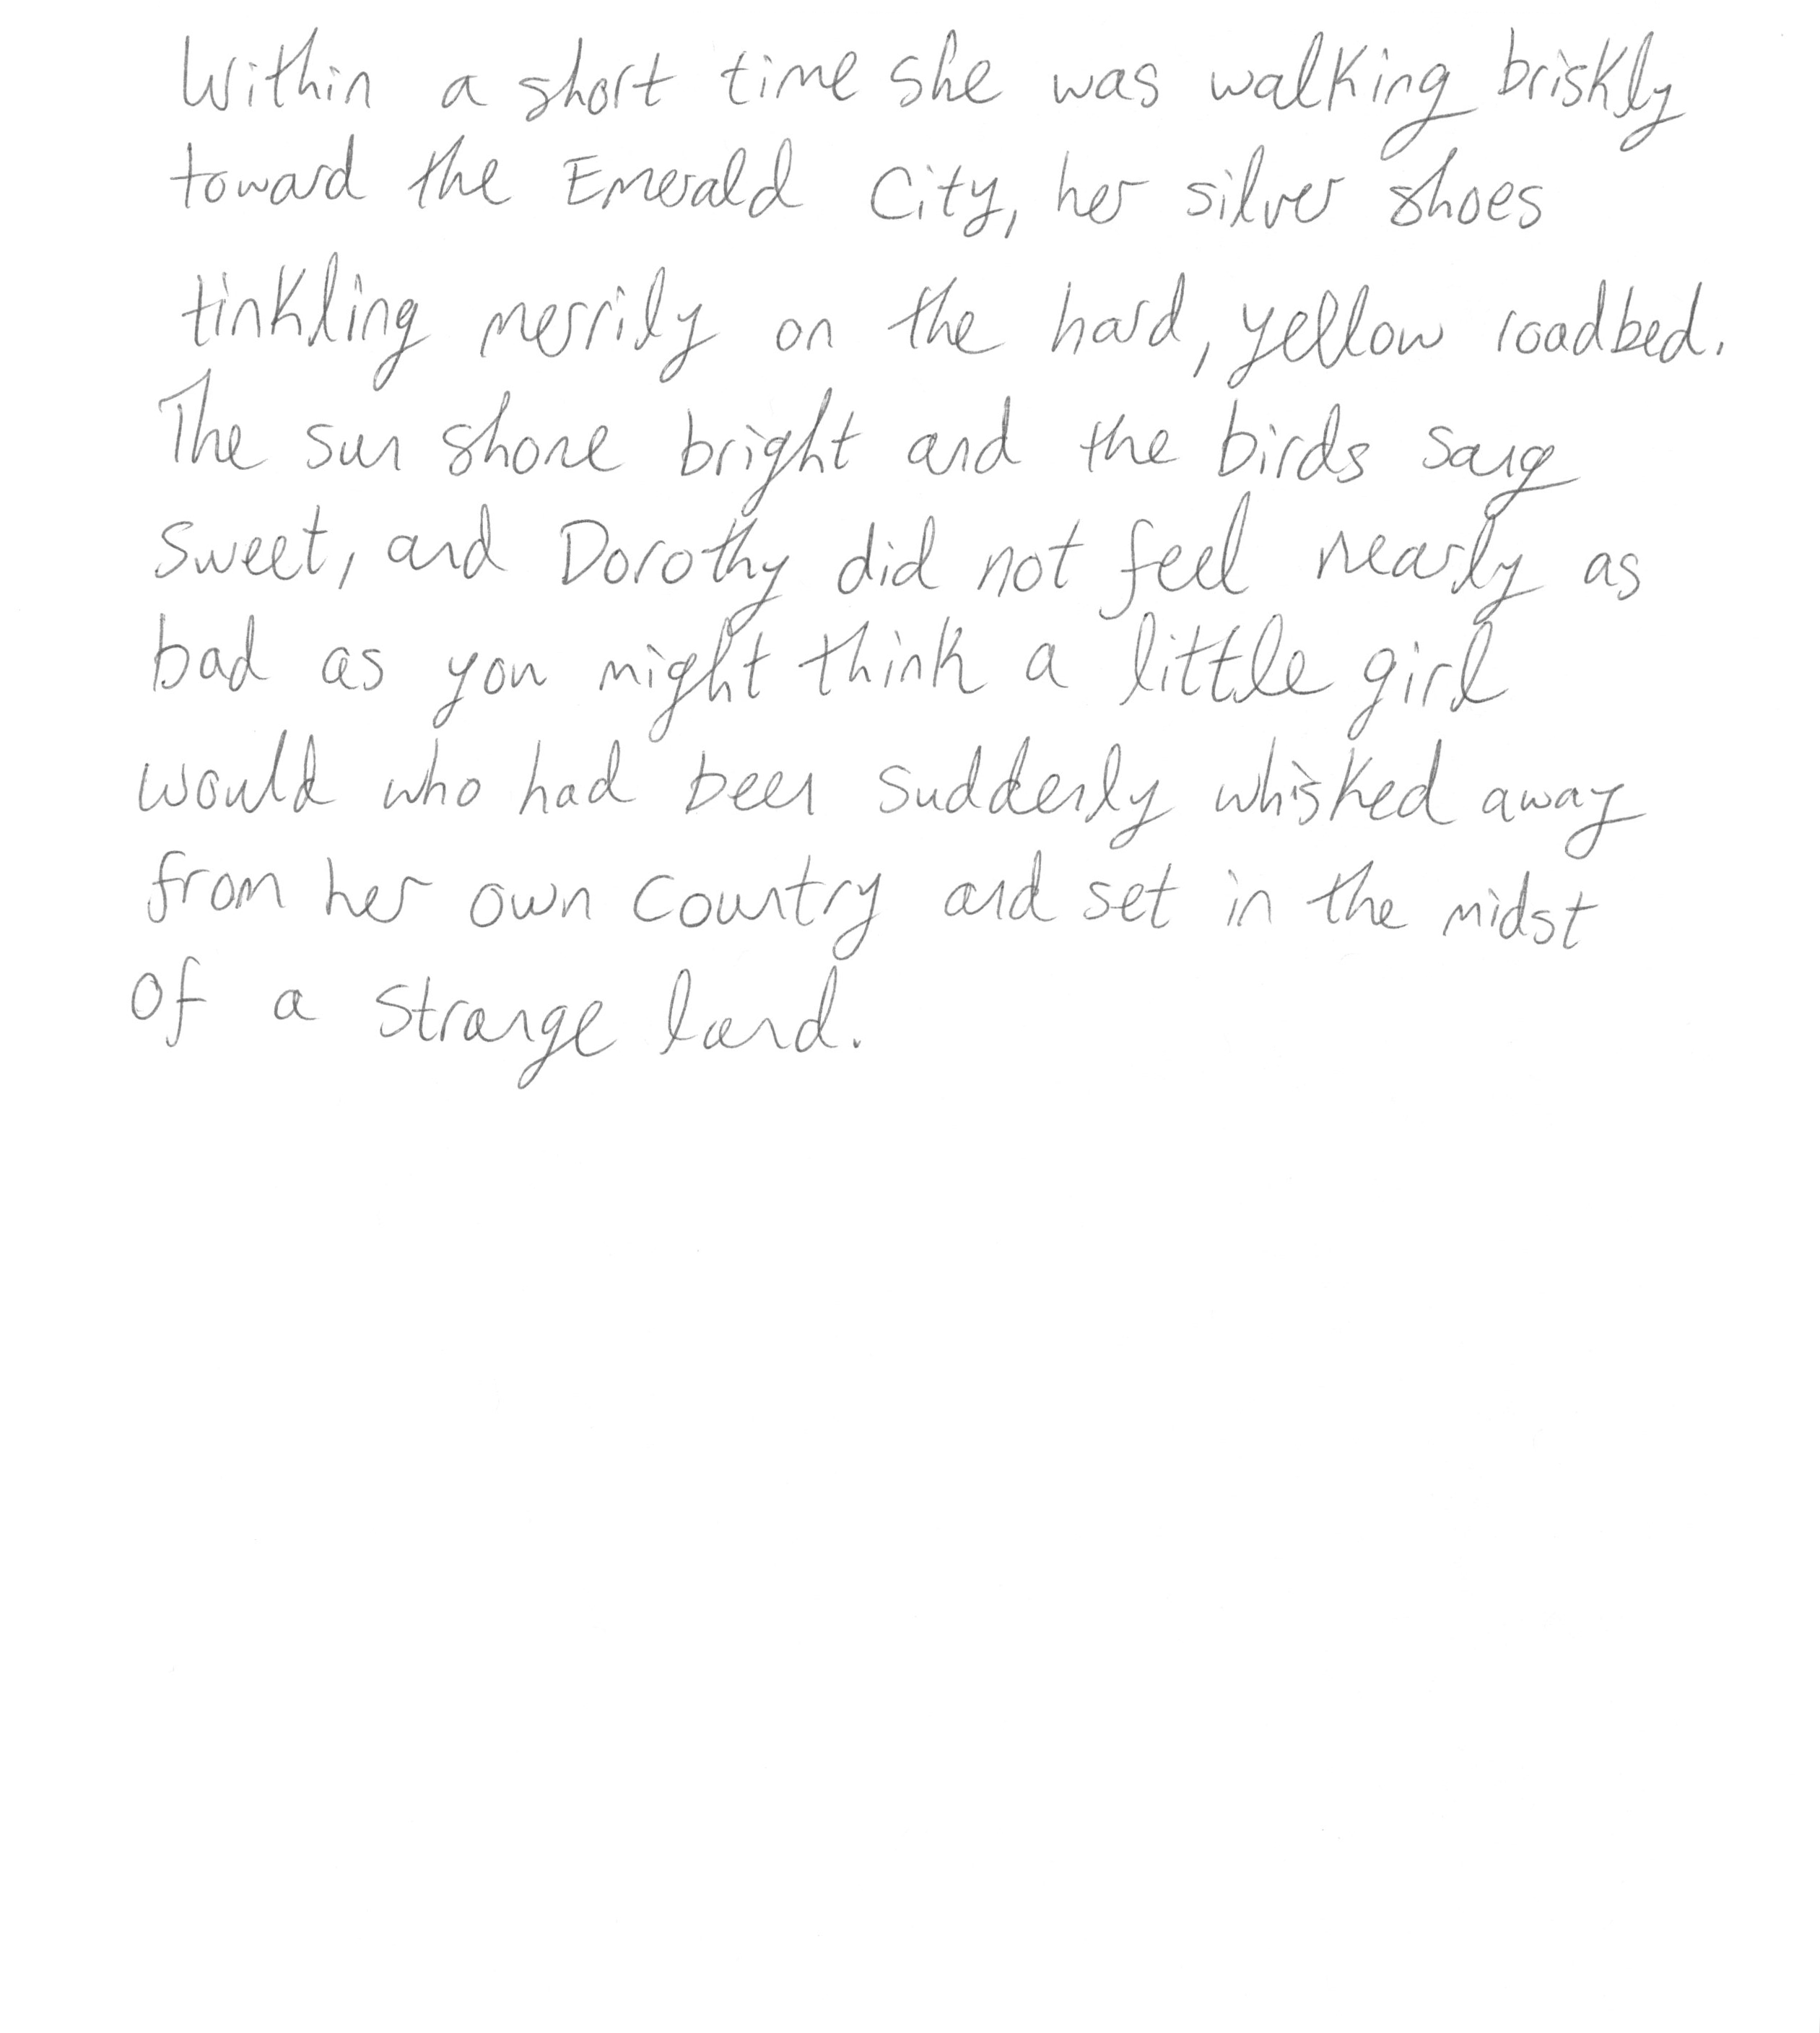 Within a short time she was walking briskly
toward the Emerald City, her silver shoes
tinkling merrily on the hard, yellow roadbed.
The sun shone bright and the birds sang
sweet, and Dorothy did not feel nearly as
bad as you might think a little girl
would who had been suddenly whisked away
from her own country and set in the midst
of a strange land.